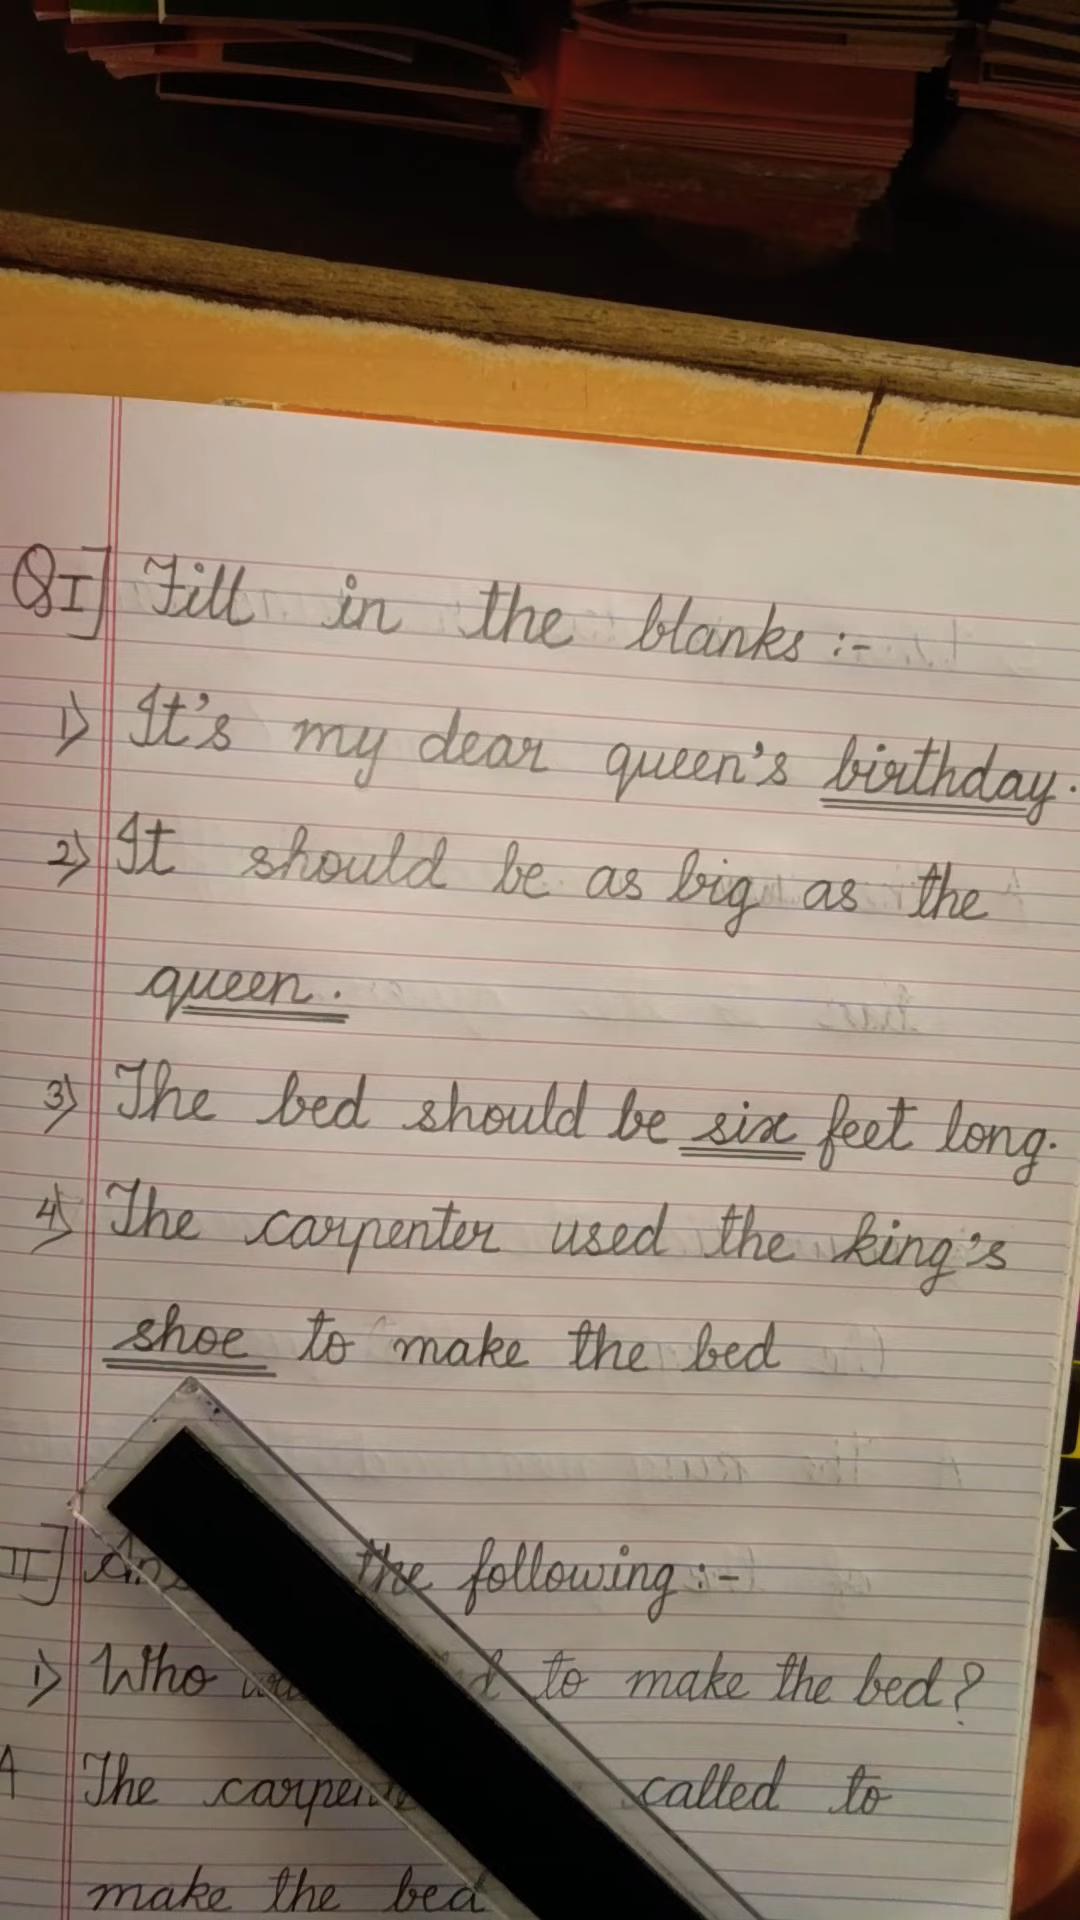 QI] Fill in the blanks :-
1) It's my dear queen's birthday.
2) It should be as big as the
queen.
3) The bed should be six feet long.
4) The carpenter used the king's
shoe to make the bed
II] the following :-
1) Who to make the bed?
A The called to
make the bed
K